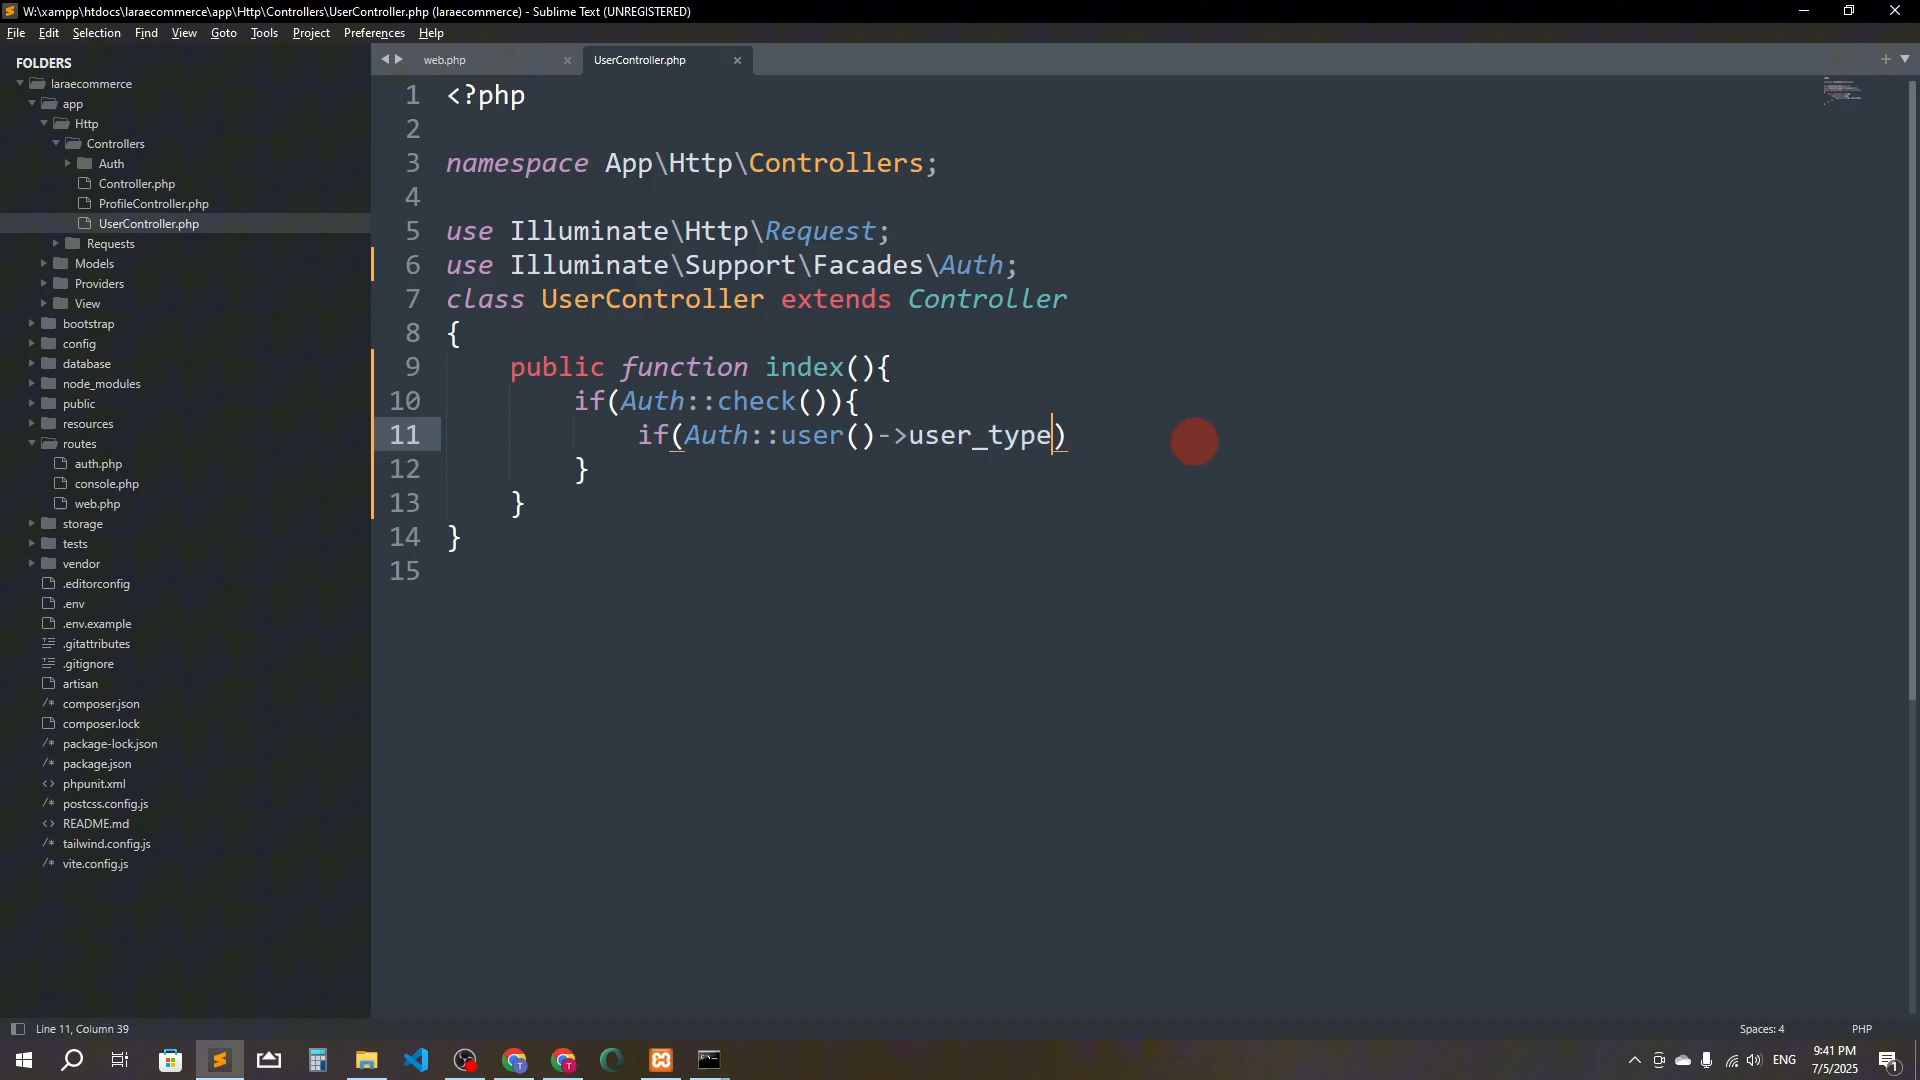 W:\xampp\htdocs\laraecommerce\app\Http\Controllers\UserController.php (laraecommerce) - Sublime Text (UNREGISTERED)
File Edit Selection Find View Goto Tools Project Preferences Help
FOLDERS
laraecommerce
app
Http
Controllers
Auth
Controller.php
ProfileController.php
UserController.php
Requests
Models
Providers
View
bootstrap
config
database
node_modules
public
resources
routes
auth.php
console.php
web.php
storage
tests
vendor
.editorconfig
.env
.env.example
.gitattributes
.gitignore
artisan
composer.json
composer.lock
package-lock.json
package.json
phpunit.xml
postcss.config.js
README.md
tailwind.config.js
vite.config.js
web.php UserController.php
1 <?php
2
3 namespace App\Http\Controllers;
4
5 use Illuminate\Http\Request;
6 use Illuminate\Support\Facades\Auth;
7 class UserController extends Controller
8 {
9 public function index(){
10 if(Auth::check()){
11 if(Auth::user()->user_type)
12 }
13 }
14 }
15
Line 11, Column 39
Spaces: 4 PHP
ENG
9:41 PM
7/5/2025
1